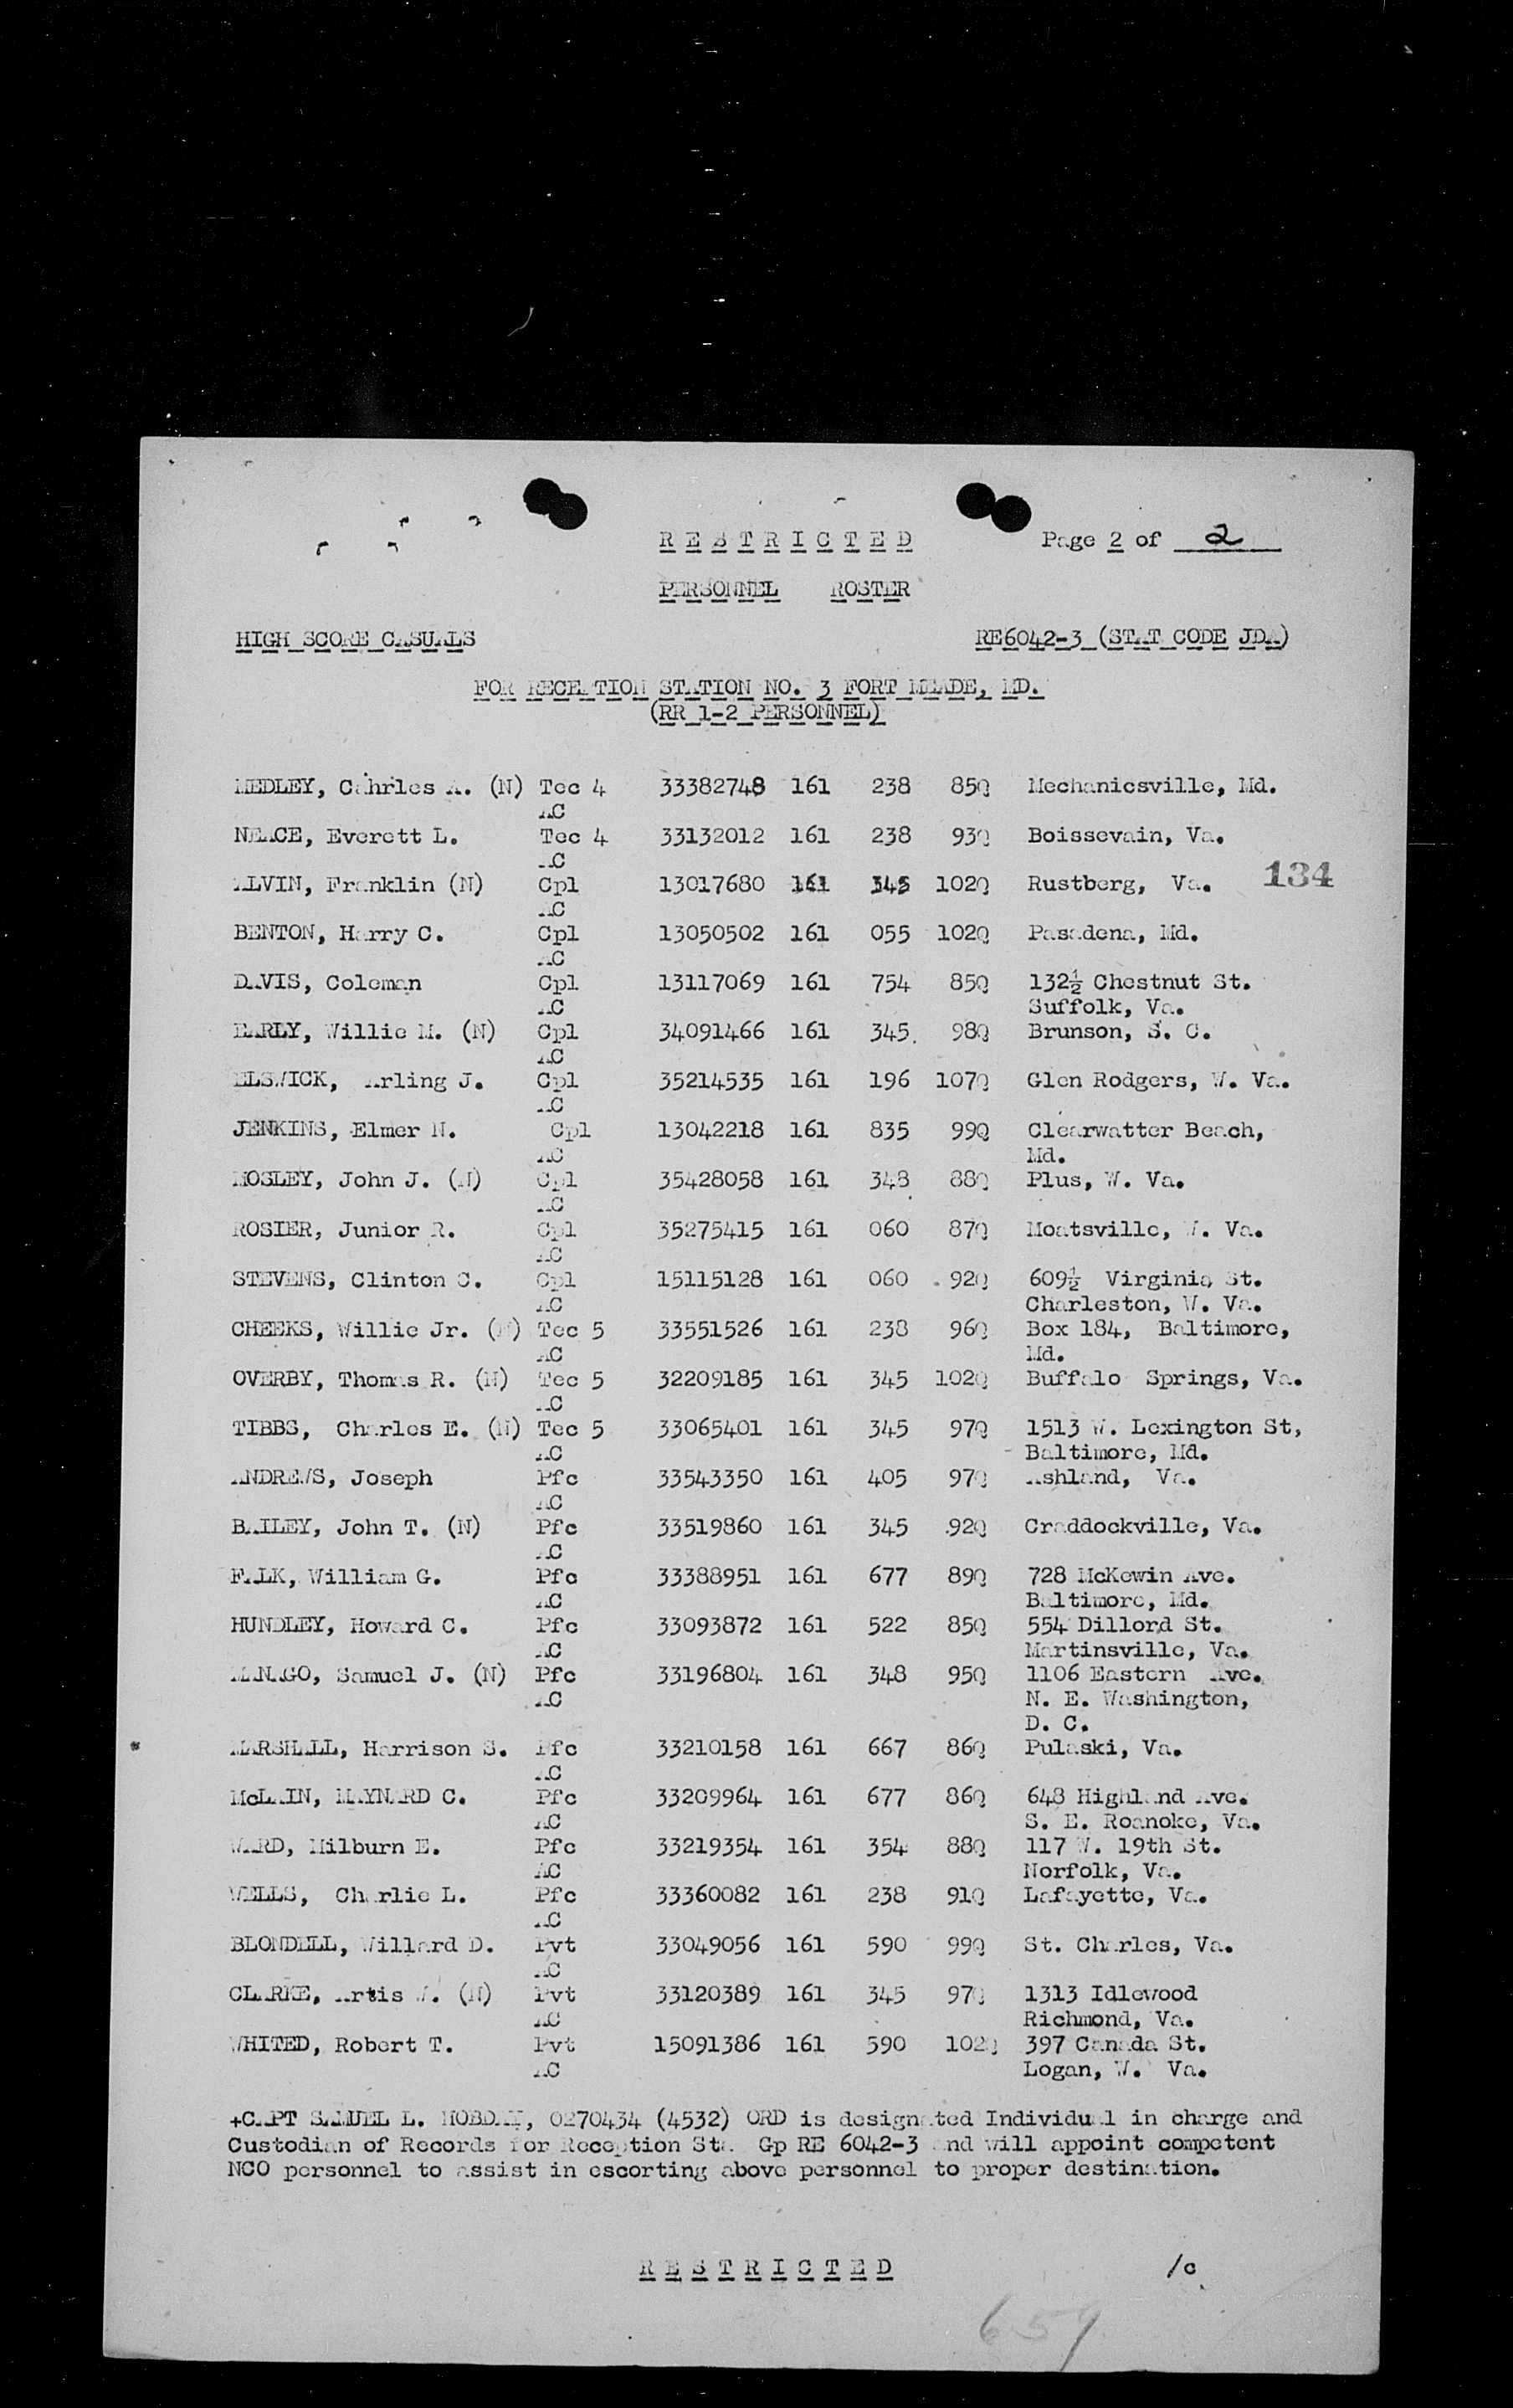 R E S T R I C T E D Page 2 of 2
PERSONNEL ROSTER
HIGH SCORE CASUALS RE6042-3 (STAT CODE JDA)
FOR RECEPTION STATION NO. 3 FORT MEADE, MD.
(RR 1-2 PERSONNEL)
MEDLEY, Cahrles A. (N) Tec 4 33382748 161 238 85Q Mechanicsville, Md.
AC
NEACE, Everett L. Tec 4 33132012 161 238 93Q Boissevain, Va.
AC
134
ALVIN, Franklin (N) Cpl 13017680 161 345 102Q Rustberg, Va.
AC
BENTON, Harry C. Cpl 13050502 161 055 102Q Pasadena, Md.
AC
DAVIS, Coleman Cpl 13117069 161 754 85Q 132½ Chestnut St.
AC Suffolk, Va.
EARLY, Willie M. (N) Cpl 34091466 161 345 98Q Brunson, S. C.
AC
ELSWICK, Arling J. Cpl 35214535 161 196 107Q Glen Rodgers, W. Va.
AC
JENKINS, Elmer N. Cpl 13042218 161 835 99Q Clearwatter Beach,
AC Md.
MOSLEY, John J. (N) Cpl 35428058 161 348 88Q Plus, W. Va.
AC
ROSIER, Junior R. Cpl 35275415 161 060 87Q Moatsville, W. Va.
AC
STEVENS, Clinton C. Cpl 15115128 161 060 92Q 609½ Virginia St.
AC Charleston, W. Va.
CHEEKS, Willie Jr. (N) Tec 5 33551526 161 238 96Q Box 184, Baltimore,
AC Md.
OVERBY, Thomas R. (N) Tec 5 32209185 161 345 102Q Buffalo Springs, Va.
AC
TIBBS, Charles E. (N) Tec 5 33065401 161 345 97Q 1513 W. Lexington St,
AC Baltimore, Md.
ANDREWS, Joseph Pfc 33543350 161 405 97Q Ashland, Va.
AC
BAILEY, John T. (N) Pfc 33519860 161 345 92Q Craddockville, Va.
AC
FALK, William G. Pfc 33388951 161 677 89Q 728 McKewin Ave.
AC Baltimore, Md.
HUNDLEY, Howard C. Pfc 33093872 161 522 85Q 554 Dillord St.
AC Martinsville, Va.
MANAGO, Samuel J. (N) Pfc 33196804 161 348 95Q 1106 Eastern Ave.
AC N. E. Washington,
D. C.
MARSHALL, Harrison S. Pfc 33210158 161 667 86Q Pulaski, Va.
AC
McLAIN, MAYNARD C. Pfc 33209964 161 677 86Q 648 Highland Ave.
AC S. E. Roanoke, Va.
WARD, Milburn E. Pfc 33219354 161 354 88Q 117 W. 19th St.
AC Norfolk, Va.
WELLS, Charlie L. Pfc 33360082 161 238 91Q Lafayette, Va.
AC
BLONDELL, Willard D. Pvt 33049056 161 590 99Q St. Charles, Va.
AC
CLARKE, Artis W. (N) Pvt 33120389 161 345 97Q 1313 Idlewood
AC Richmond, Va.
WHITED, Robert T. Pvt 15091386 161 590 102Q 397 Canada St.
AC Logan, W. Va.
+CAPT SAMUEL L. HOBDAY, O270434 (4532) ORD is designated Individual in charge and
Custodian of Records for Reception Sta. Gp RE 6042-3 and will appoint competent
NCO personnel to assist in escorting above personnel to proper destination.
R E S T R I C T E D /c